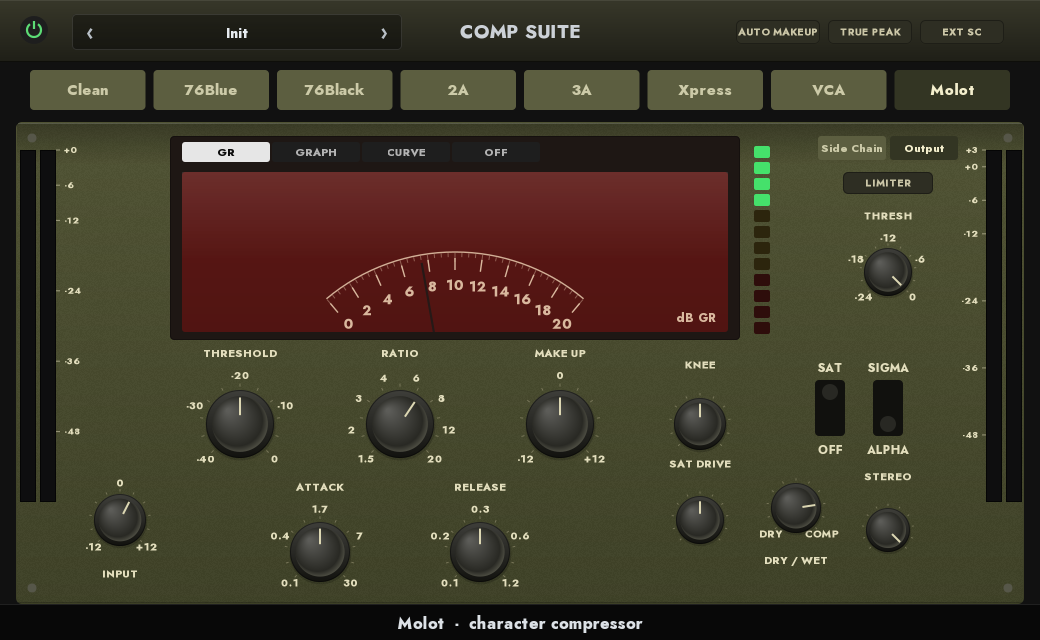 Init
COMP SUITE
AUTO MAKEUP
TRUE PEAK
EXT SC
Clean
76Blue
76Black
2A
3A
Xpress
VCA
Molot
+0
-6
-12
-24
-36
-48
GR
GRAPH
CURVE
OFF
0
2
4
6
8
10
12
14
16
18
20
dB GR
Side Chain
Output
LIMITER
THRESH
-24
-18
-12
-6
0
+3
+0
-6
-12
-24
-36
-48
THRESHOLD
-40
-30
-20
-10
0
RATIO
1.5
2
3
4
6
8
12
20
MAKE UP
-12
0
+12
KNEE
SAT
OFF
SIGMA
ALPHA
INPUT
-12
0
+12
ATTACK
0.1
0.4
1.7
7
30
RELEASE
0.1
0.2
0.3
0.6
1.2
SAT DRIVE
DRY
COMP
DRY / WET
STEREO
Molot · character compressor